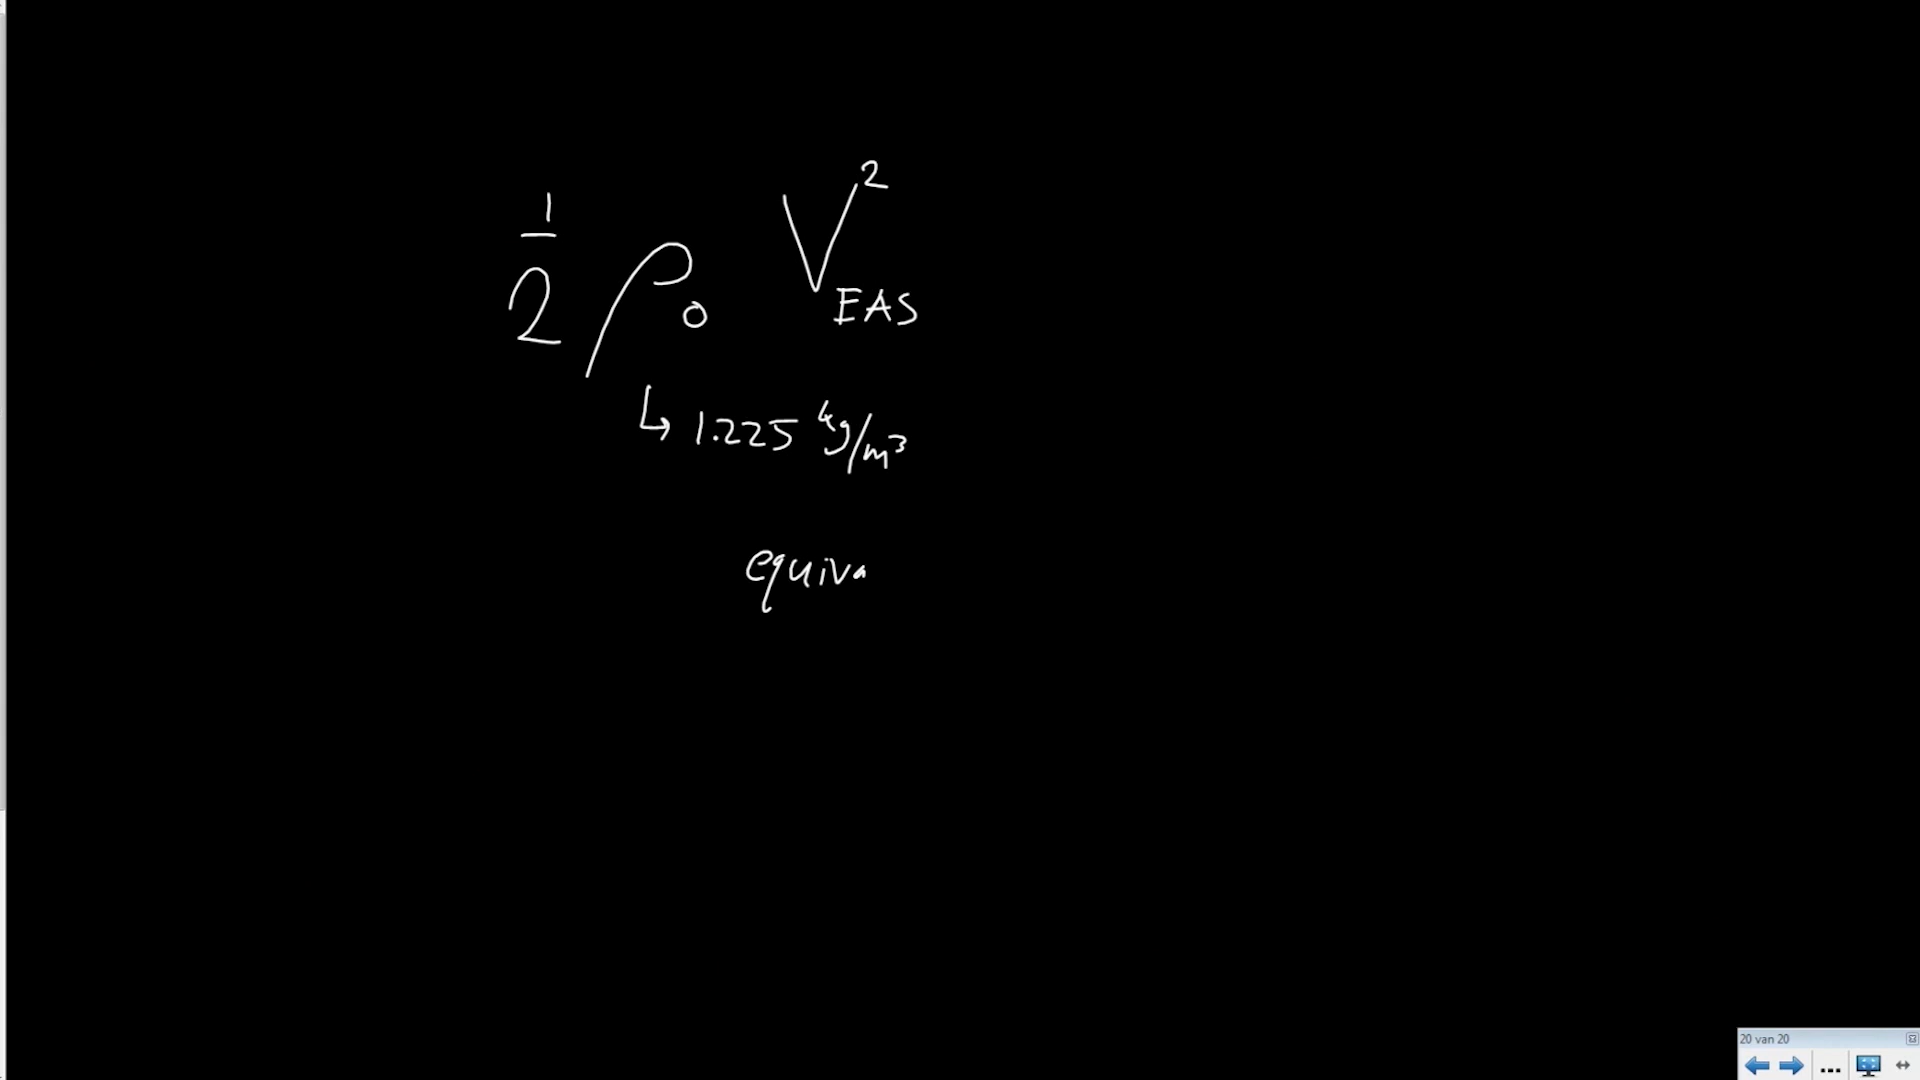 ½ ρ₀ V²EAS
↳ 1.225 kg/m³
equiva
20 van 20
...